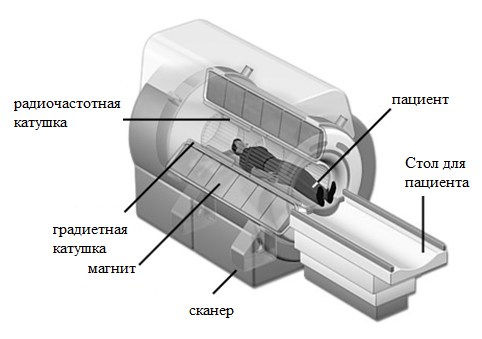 радиочастотная
катушка
пациент
Стол для
пациента
градиетная
катушка
магнит
сканер